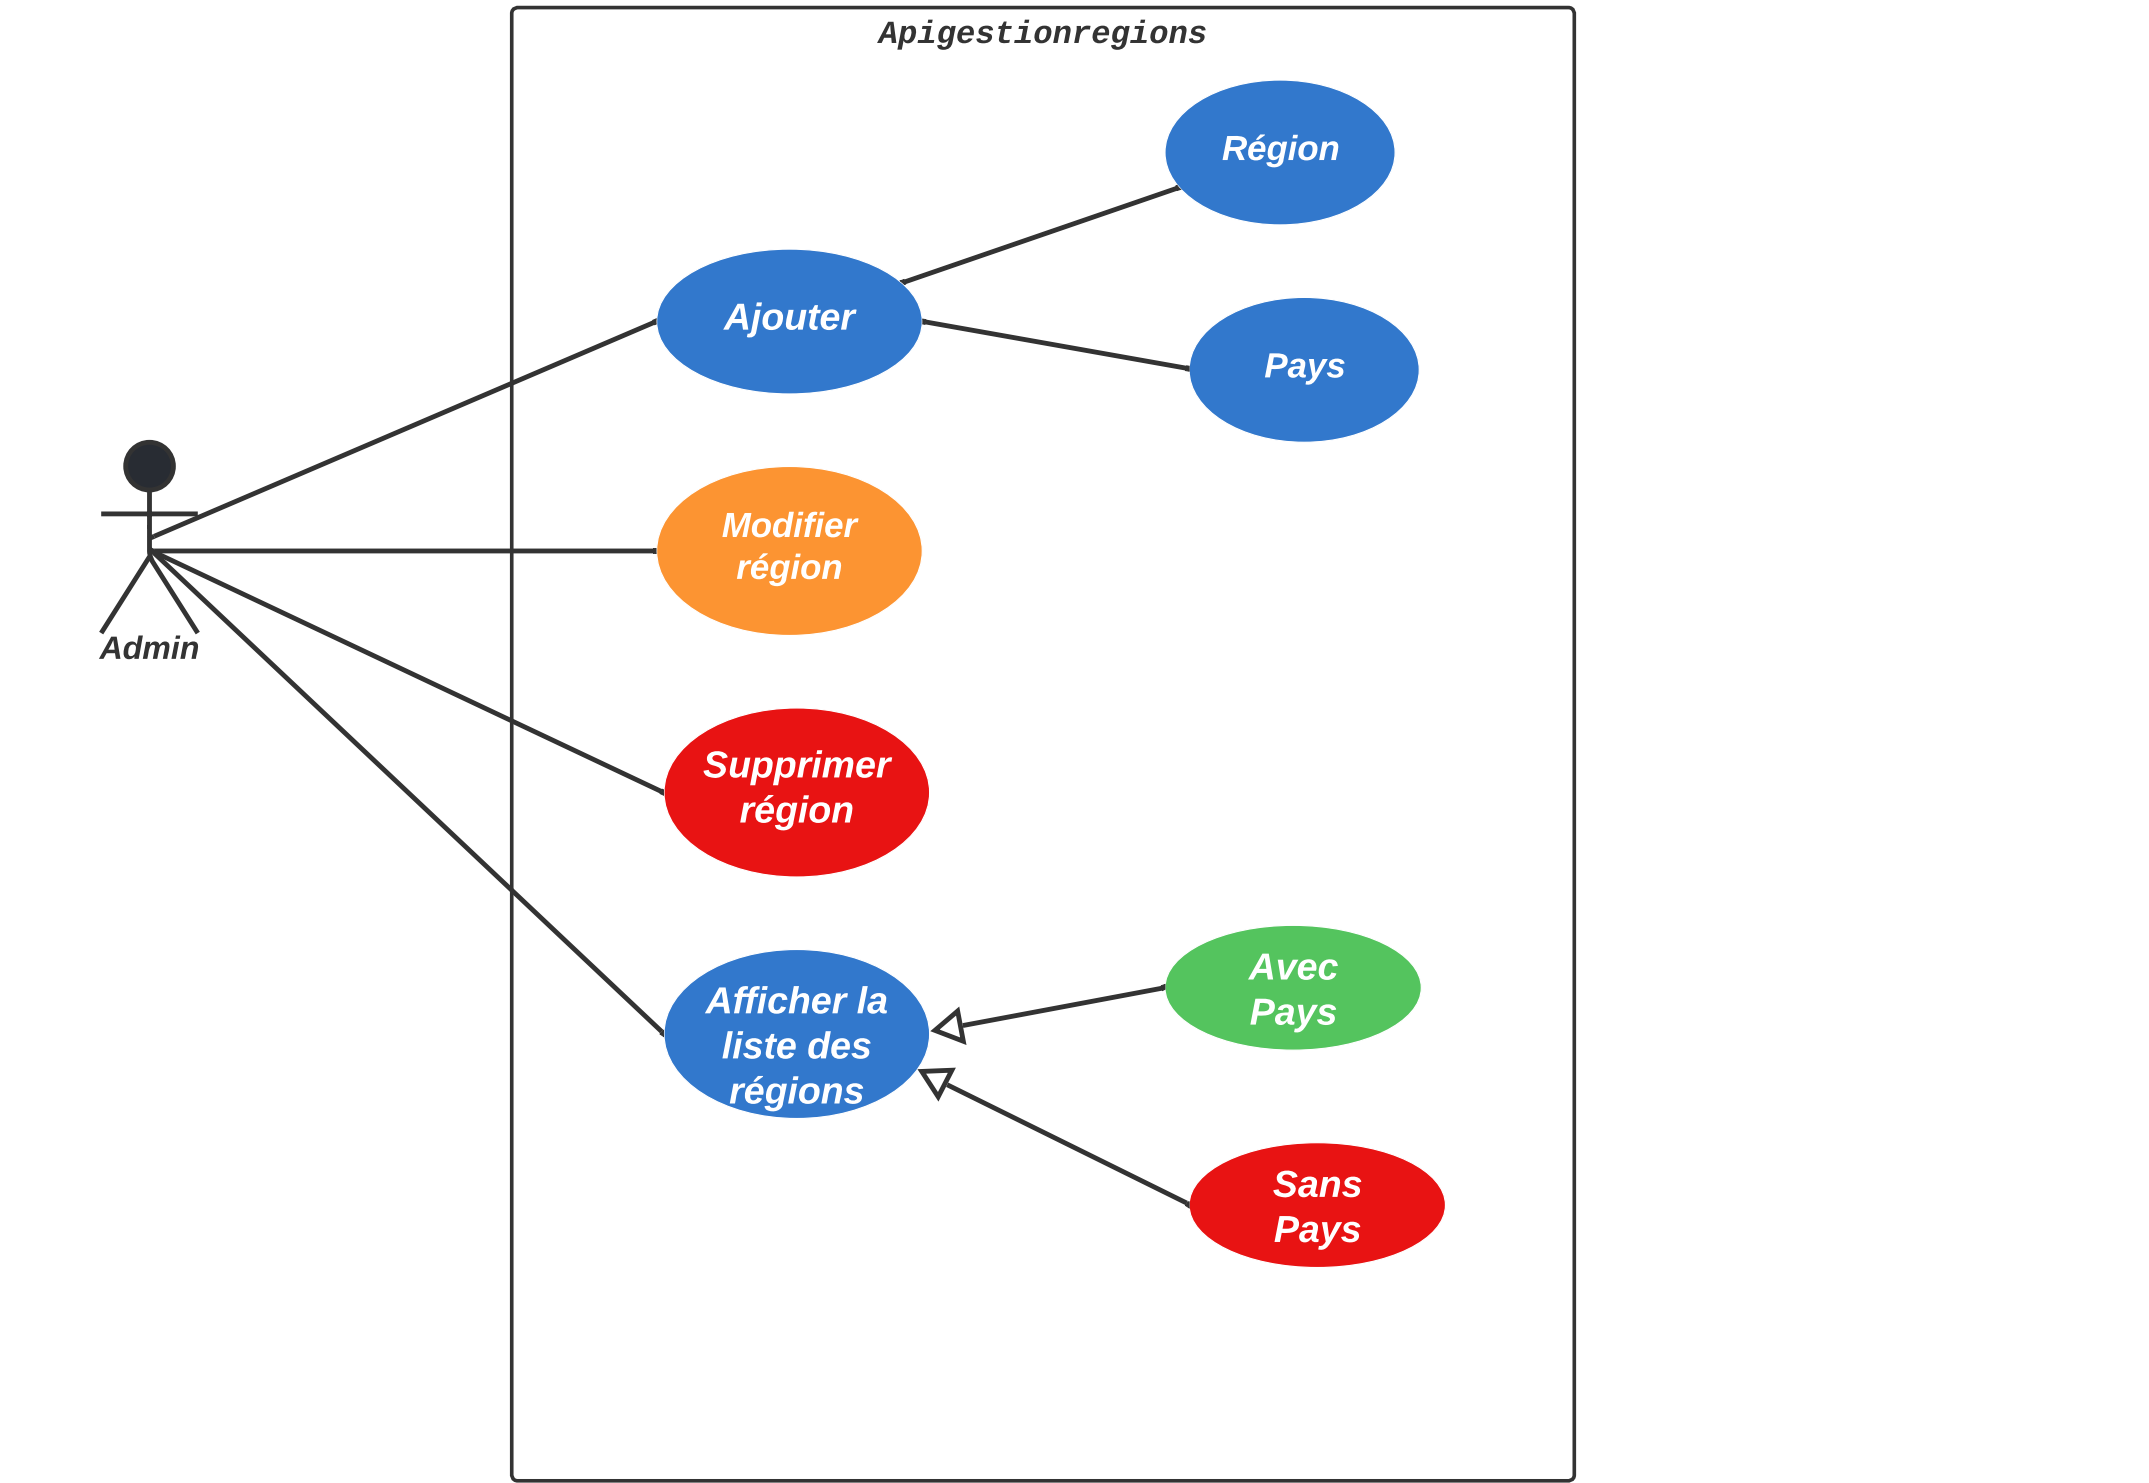 Apigestionregions
Région
Ajouter
Pays
Modifier
région
Admin
Supprimer
région
Avec
Pays
Afficher la
liste des
régions
Sans
Pays